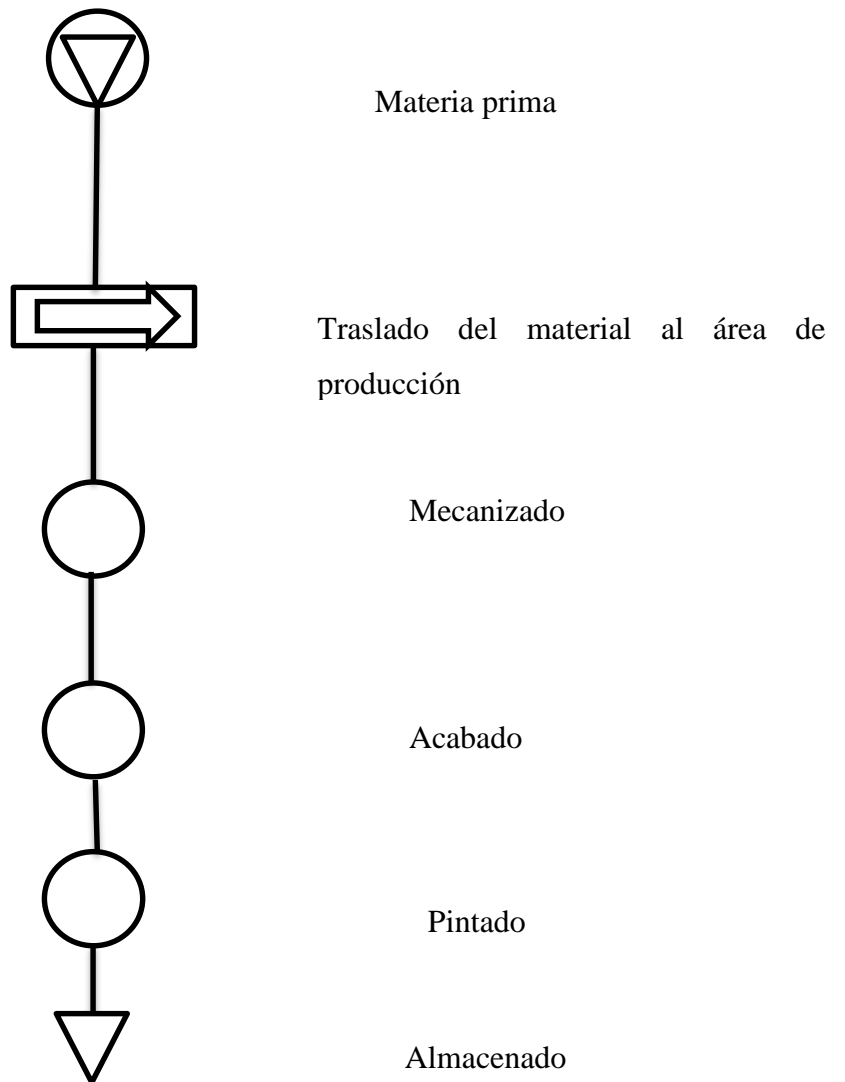 Materia prima
Traslado del material al área de
producción
Mecanizado
Acabado
Pintado
Almacenado